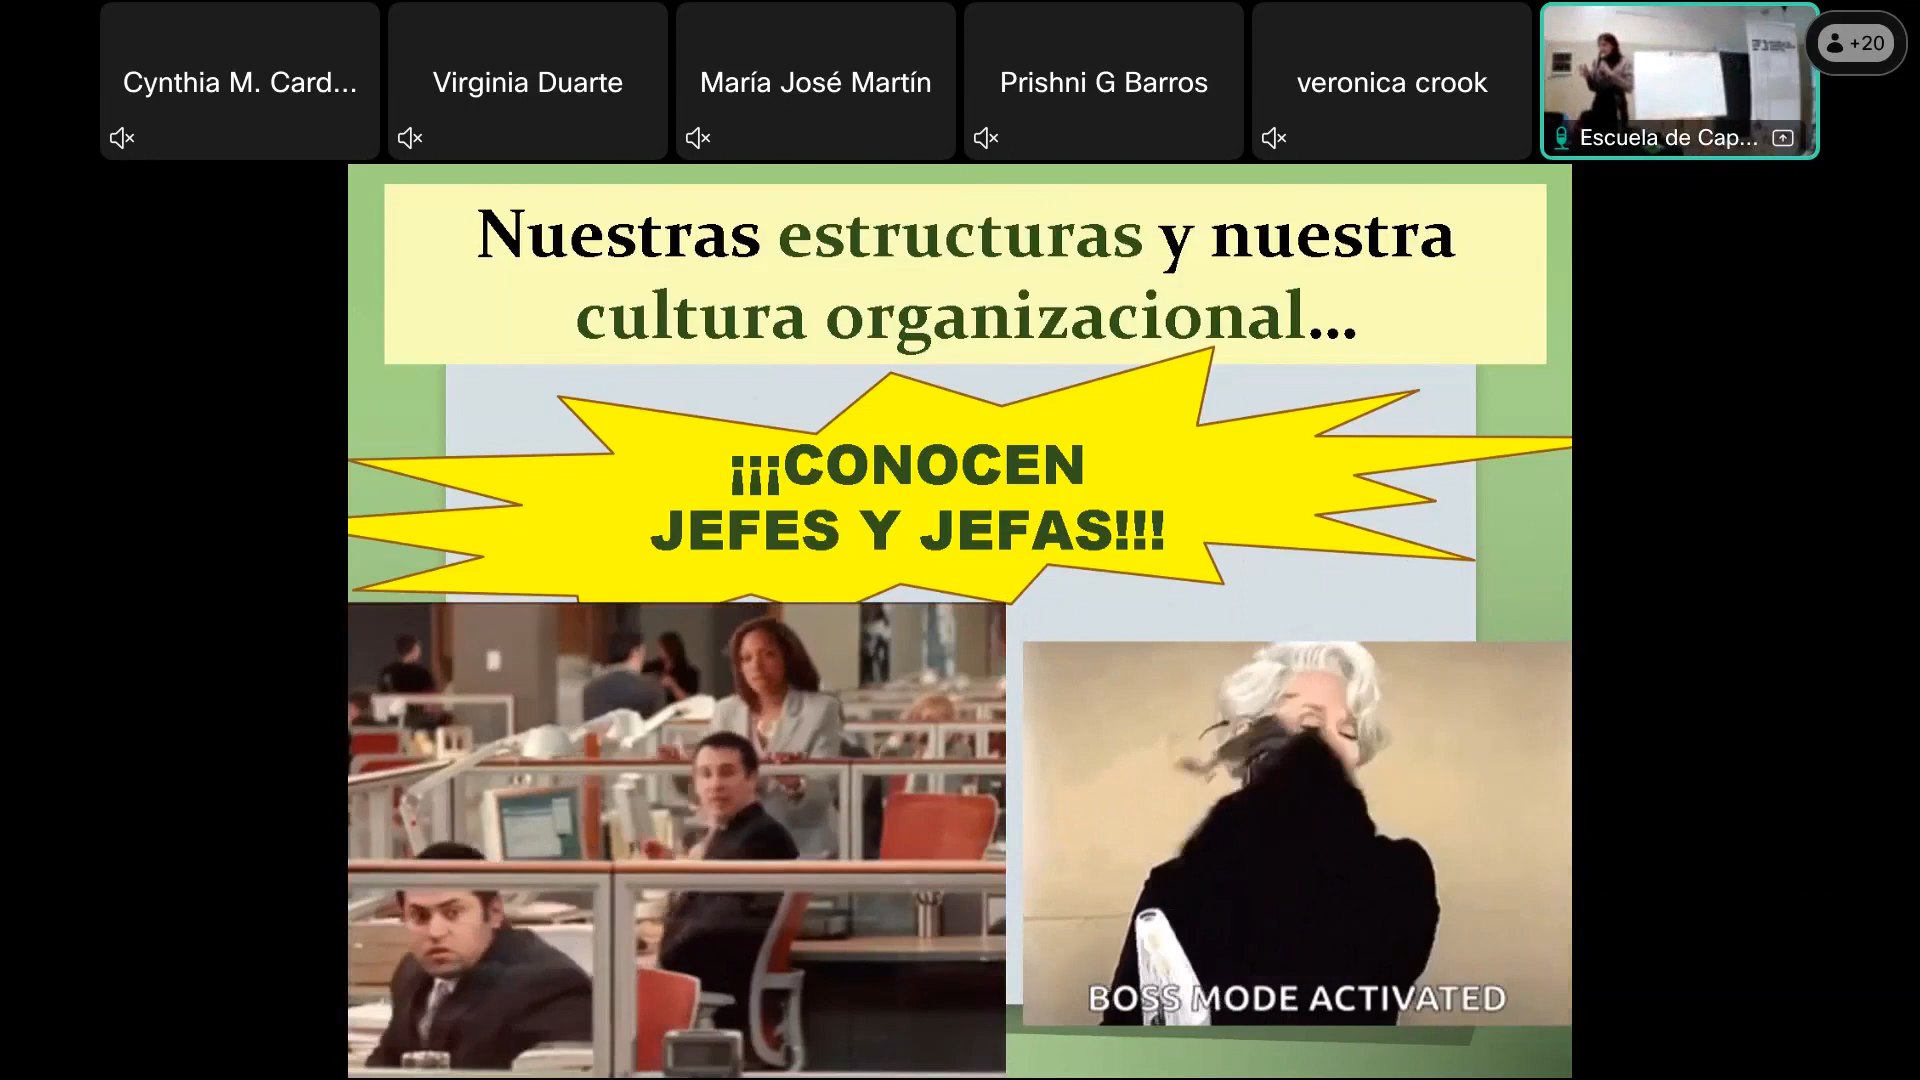 Cynthia M. Card...
Virginia Duarte
María José Martín
Prishni G Barros
veronica crook
Escuela de Cap...
+20
Nuestras estructuras y nuestra
cultura organizacional...
¡¡¡CONOCEN
JEFES Y JEFAS!!!
BOSS MODE ACTIVATED